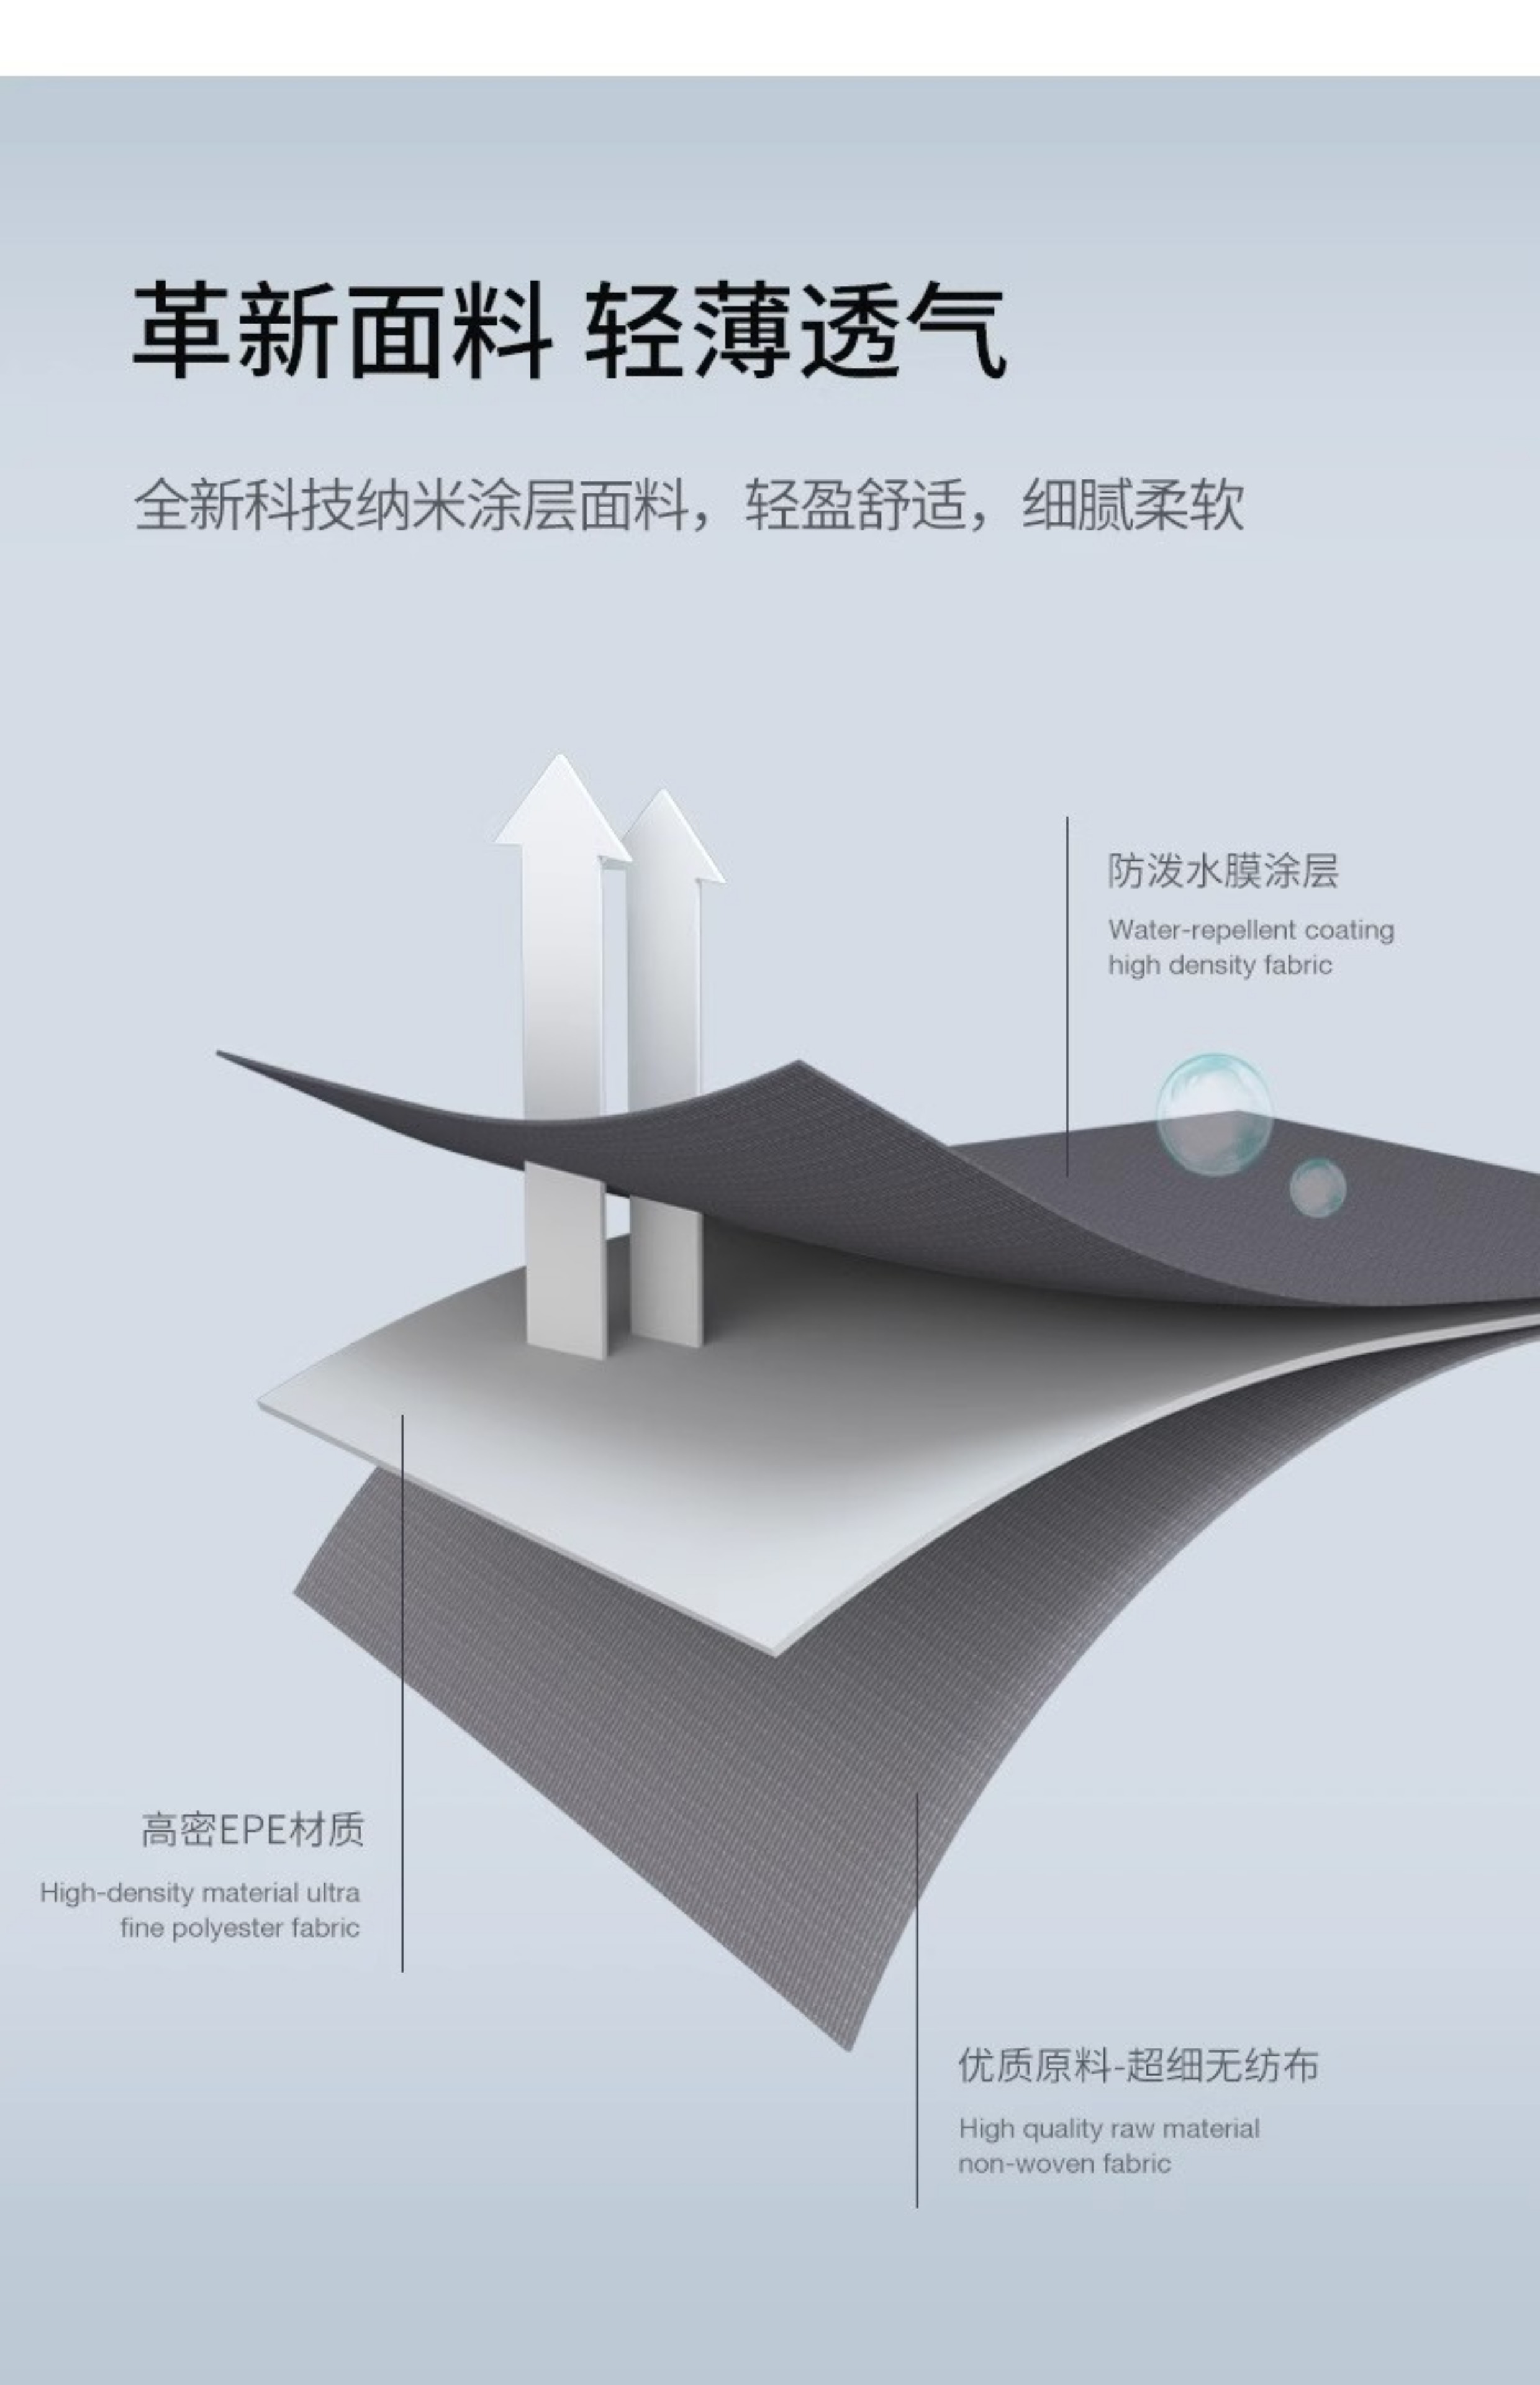 革新面料 轻薄透气
全新科技纳米涂层面料，轻盈舒适，细腻柔软
防泼水膜涂层
Water-repellent coating
high density fabric
高密EPE材质
High-density material ultra
fine polyester fabric
优质原料-超细无纺布
High quality raw material
non-woven fabric